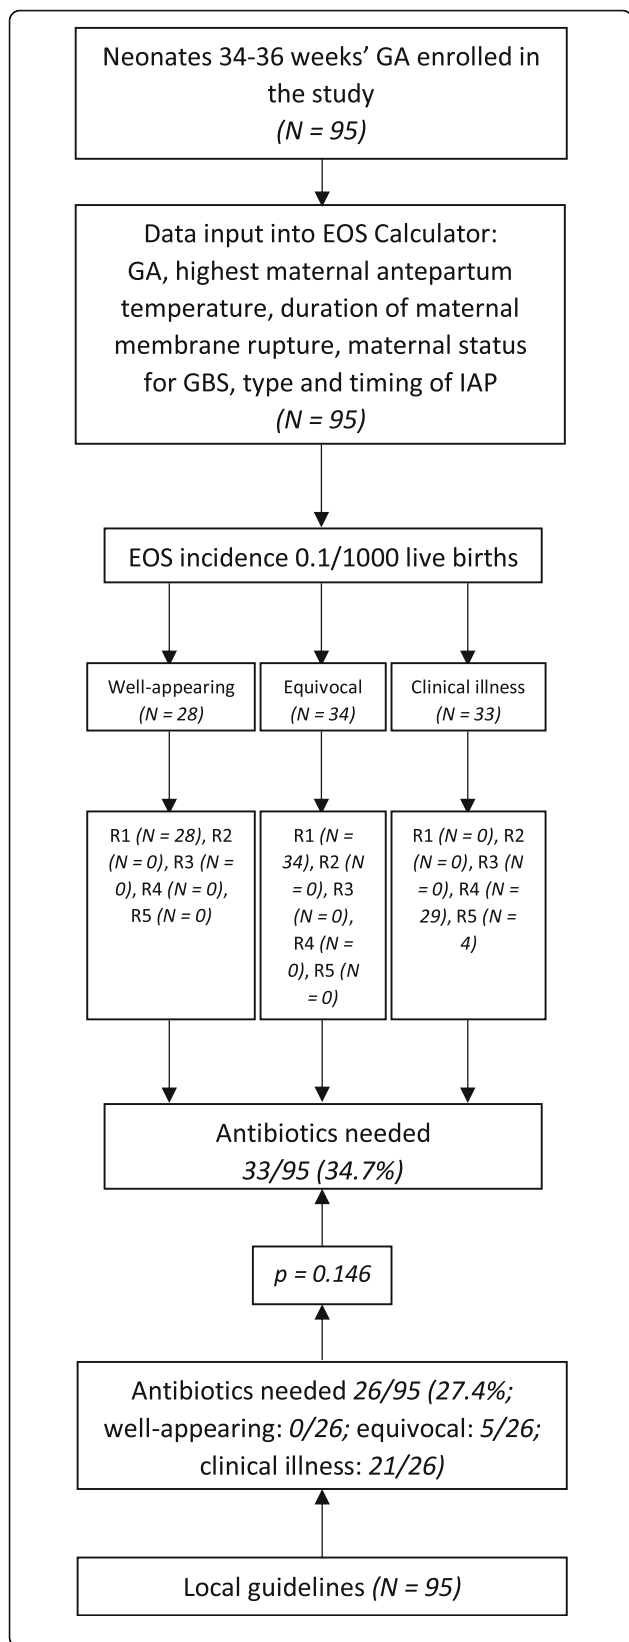 Neonates 34-36 weeks' GA enrolled in
the study
(N = 95)
Data input into EOS Calculator:
GA, highest maternal antepartum
temperature, duration of maternal
membrane rupture, maternal status
for GBS, type and timing of IAP
(N = 95)
EOS incidence 0.1/1000 live births
Well-appearing
(N = 28)
Equivocal
(N = 34)
Clinical illness
(N = 33)
R1 (N = 28), R2
(N = 0), R3 (N =
0), R4 (N = 0),
R5 (N = 0)
R1 (N =
34), R2 (N
= 0), R3
(N = 0),
R4 (N =
0), R5 (N
= 0)
R1 (N = 0), R2
(N = 0), R3 (N
= 0), R4 (N =
29), R5 (N =
4)
Antibiotics needed
33/95 (34.7%)
p = 0.146
Antibiotics needed 26/95 (27.4%;
well-appearing: 0/26; equivocal: 5/26;
clinical illness: 21/26)
Local guidelines (N = 95)